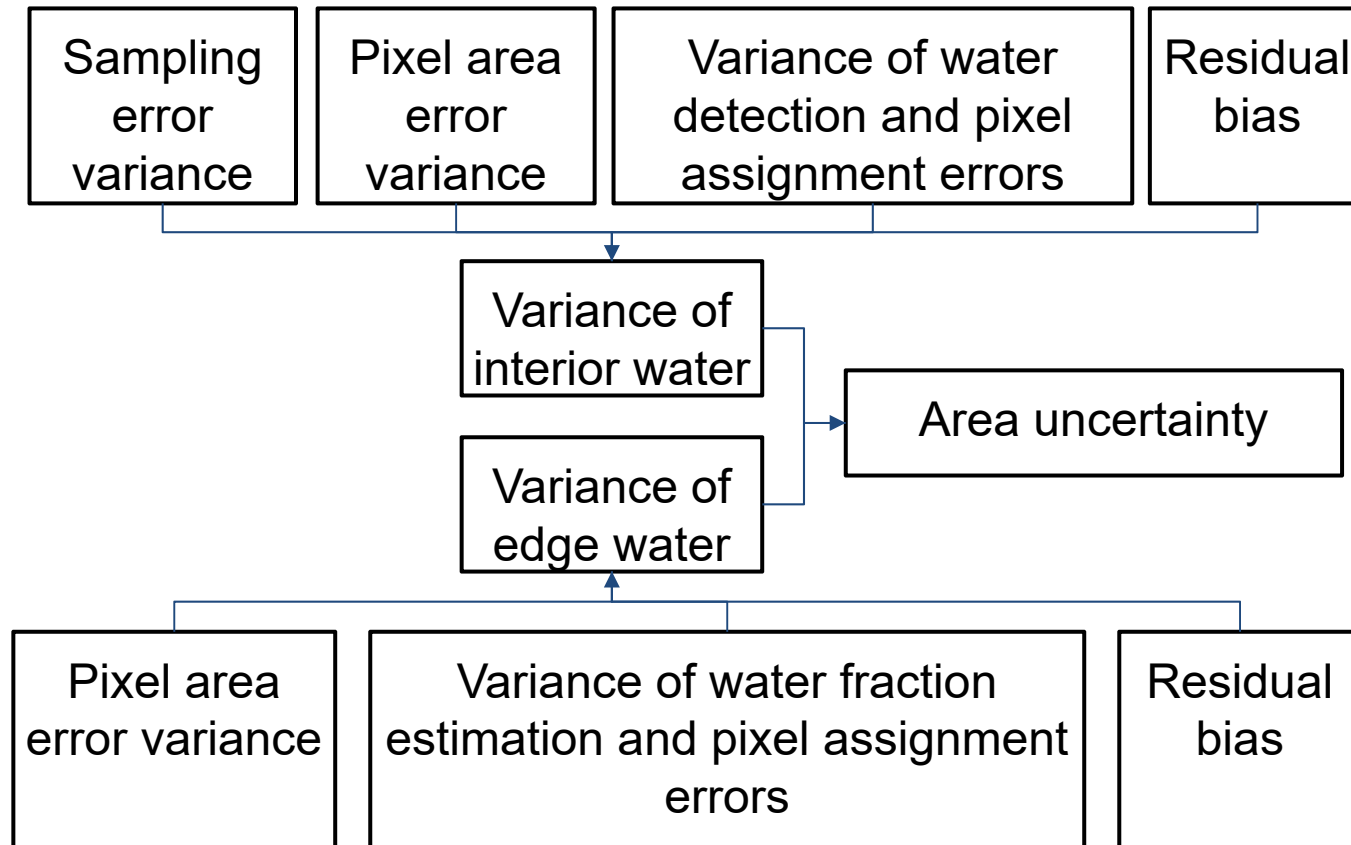 Sampling
error
variance
Pixel area
error
variance
Variance of water
detection and pixel
assignment errors
Residual
bias
Variance of
interior water
Area uncertainty
Variance of
edge water
Pixel area
error variance
Variance of water fraction
estimation and pixel assignment
errors
Residual
bias